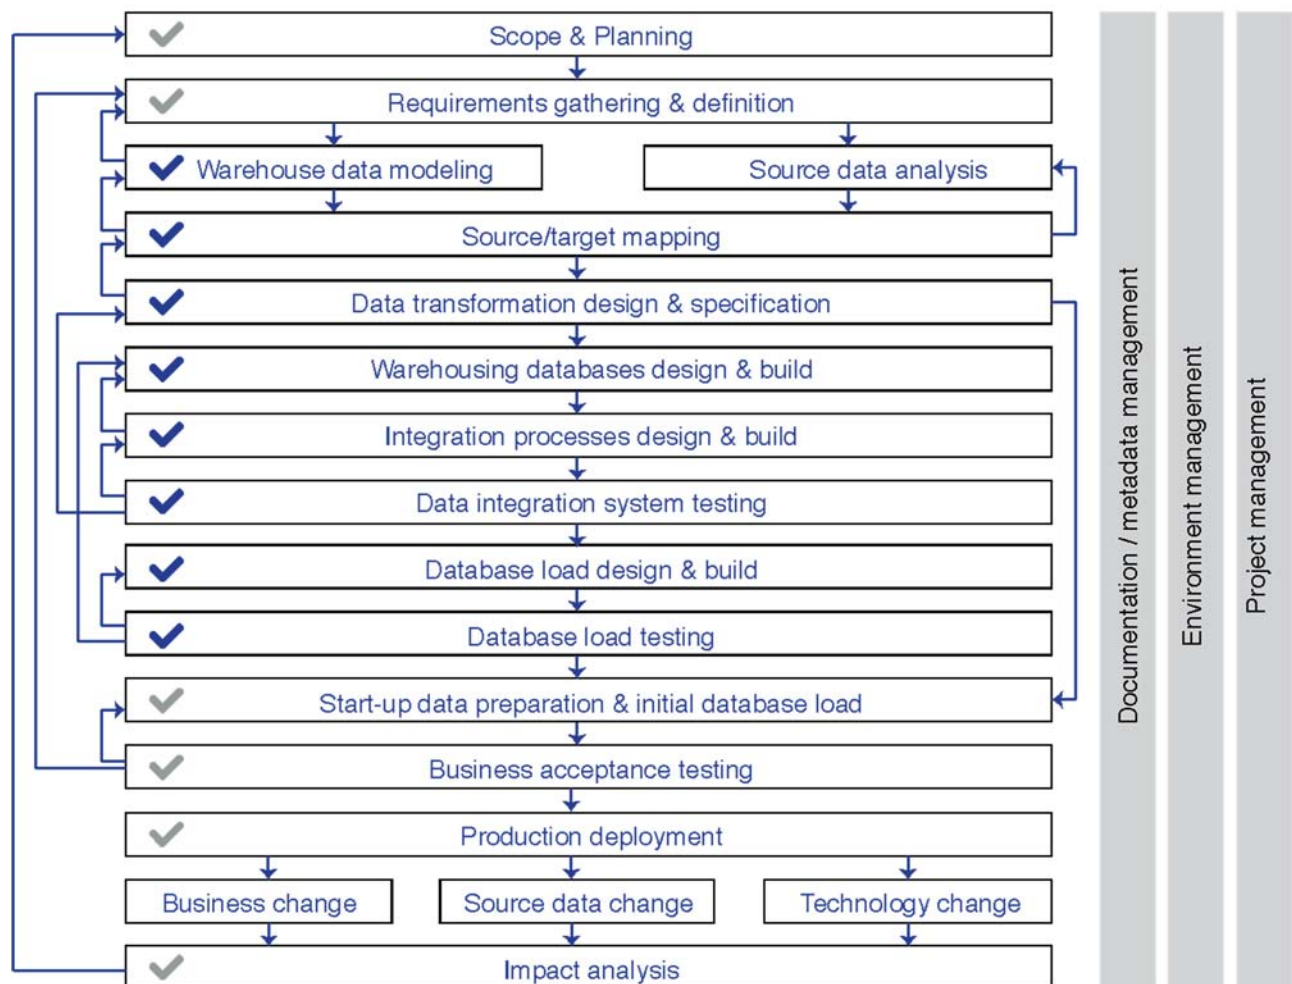 Scope & Planning
Requirements gathering & definition
Warehouse data modeling
Source data analysis
Source/target mapping
Data transformation design & specification
Warehousing databases design & build
Integration processes design & build
Data integration system testing
Database load design & build
Database load testing
Start-up data preparation & initial database load
Business acceptance testing
Production deployment
Business change
Source data change
Technology change
Impact analysis
Documentation / metadata management
Environment management
Project management